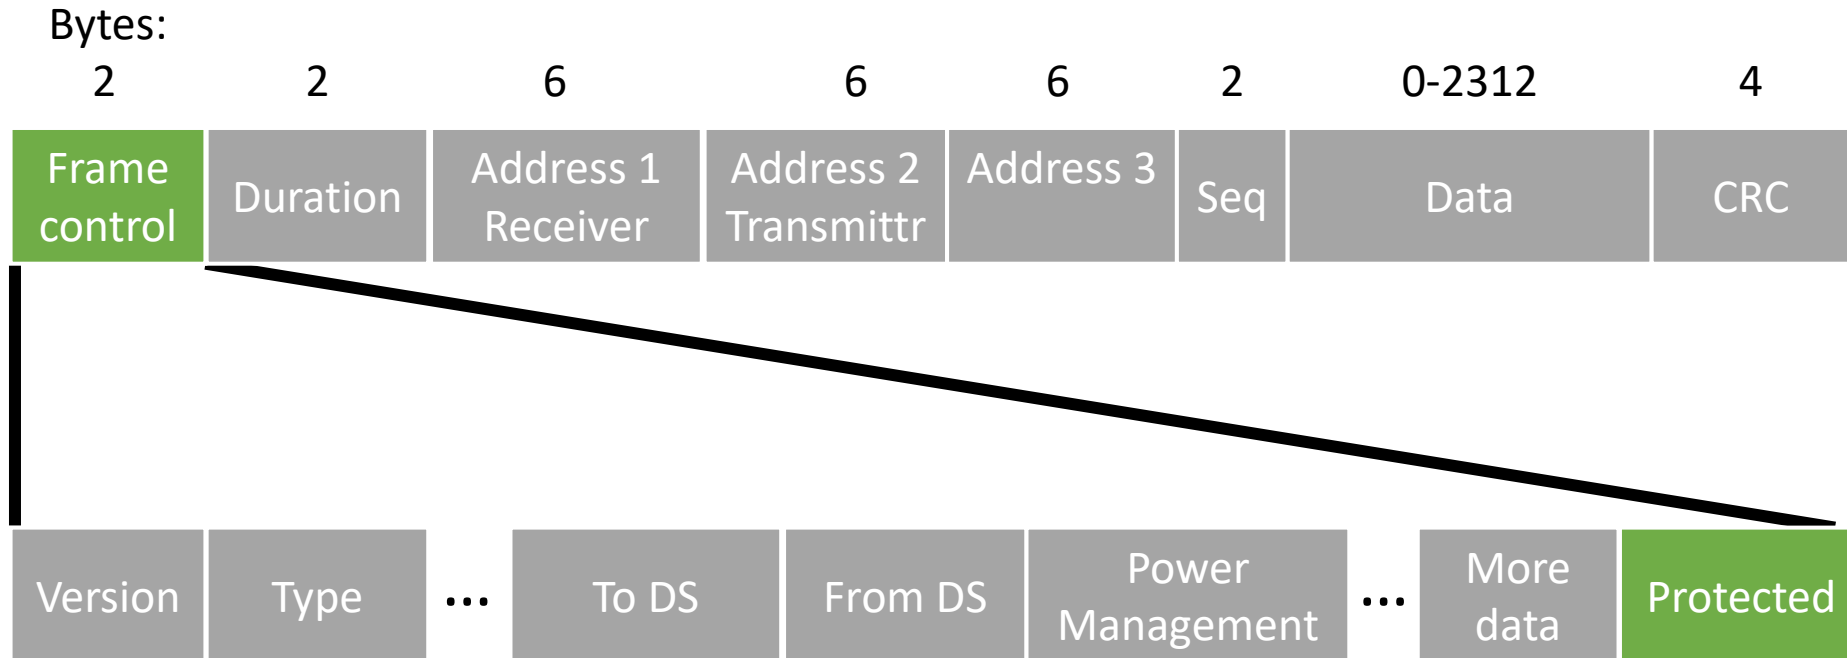 Bytes:
2 2 6 6 6 2 0-2312 4
Frame
control
Duration
Address 1
Receiver
Address 2
Transmittr
Address 3
Seq
Data
CRC
Version
Type
...
To DS
From DS
Power
Management
...
More
data
Protected